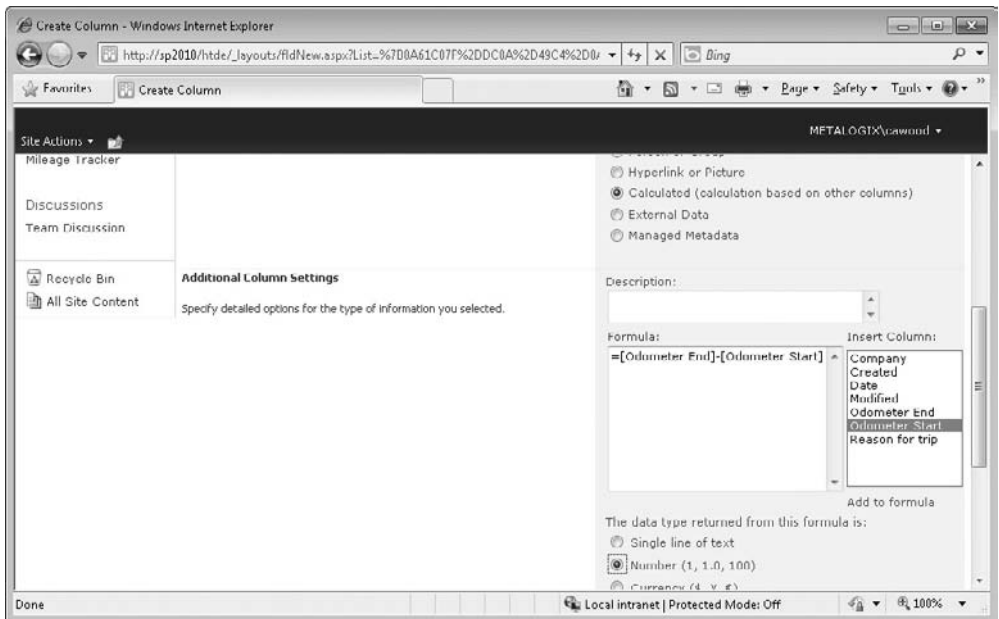 Create Column - Windows Internet Explorer
http://sp2010/htde/_layouts/fldNew.aspx?List=%7D0A61C07F%2DDC0A%2D49C4%2D0
Bing
Favorites
Create Column
Page
Safety
Tools
Site Actions
METALOGIX\cawood
Mileage Tracker
Discussions
Team Discussion
Recycle Bin
All Site Content
Additional Column Settings
Specify detailed options for the type of information you selected.
Person or Group
Hyperlink or Picture
Calculated (calculation based on other columns)
External Data
Managed Metadata
Description:
Formula:
=[Odometer End]-[Odometer Start]
Insert Column:
Company
Created
Date
Modified
Odometer End
Odometer Start
Reason for trip
Add to formula
The data type returned from this formula is:
Single line of text
Number (1, 1.0, 100)
Currency ($, ¥, €)
Done
Local intranet | Protected Mode: Off
100%